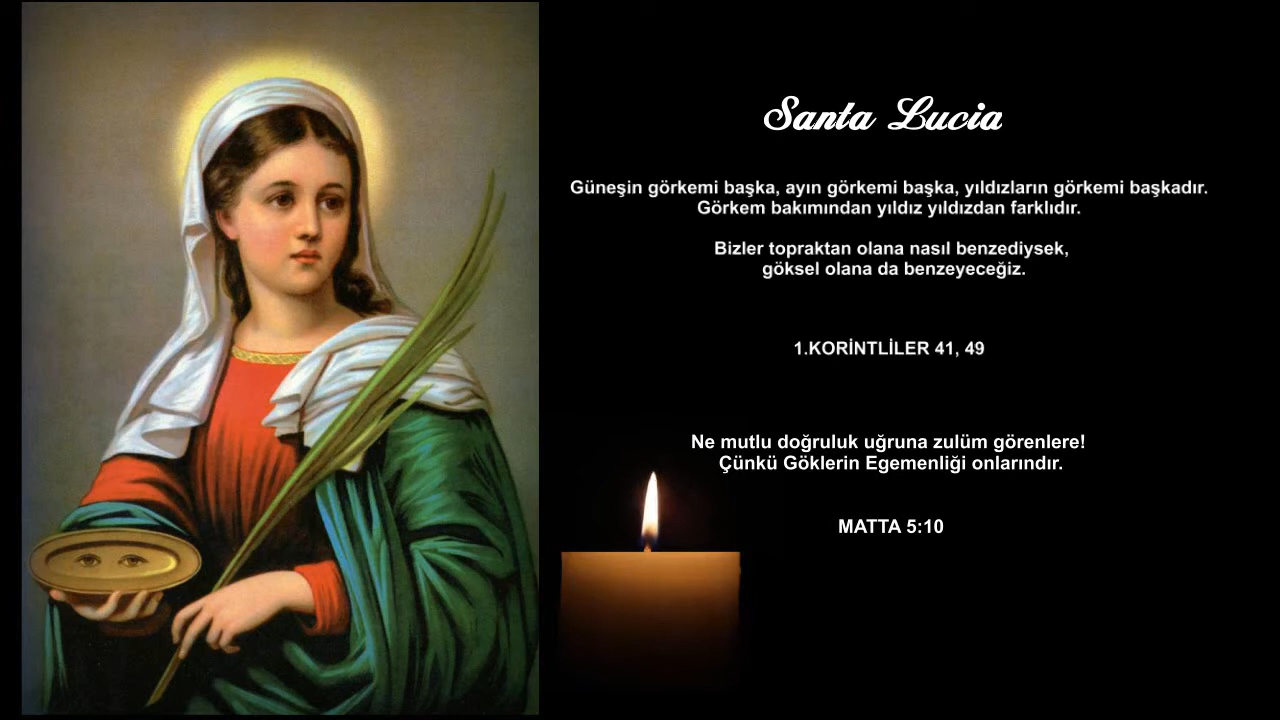 Santa Lucia
Güneşin görkemi başka, ayın görkemi başka, yıldızların görkemi başkadır.
Görkem bakımından yıldız yıldızdan farklıdır.
Bizler topraktan olana nasıl benzediysek,
göksel olana da benzeyeceğiz.
1.KORİNTLİLER 41, 49
Ne mutlu doğruluk uğruna zulüm görenlere!
Çünkü Göklerin Egemenliği onlarındır.
MATTA 5:10